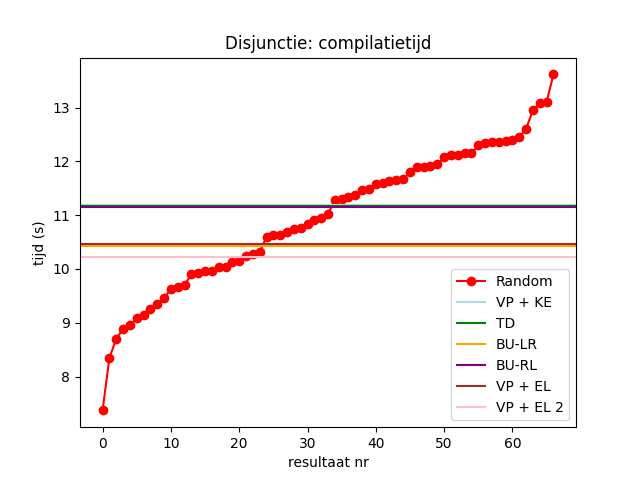 Disjunctie: compilatietijd
tijd (s)
13
12
11
10
9
8
0 10 20 30 40 50 60
resultaat nr
Random
VP + KE
TD
BU-LR
BU-RL
VP + EL
VP + EL 2